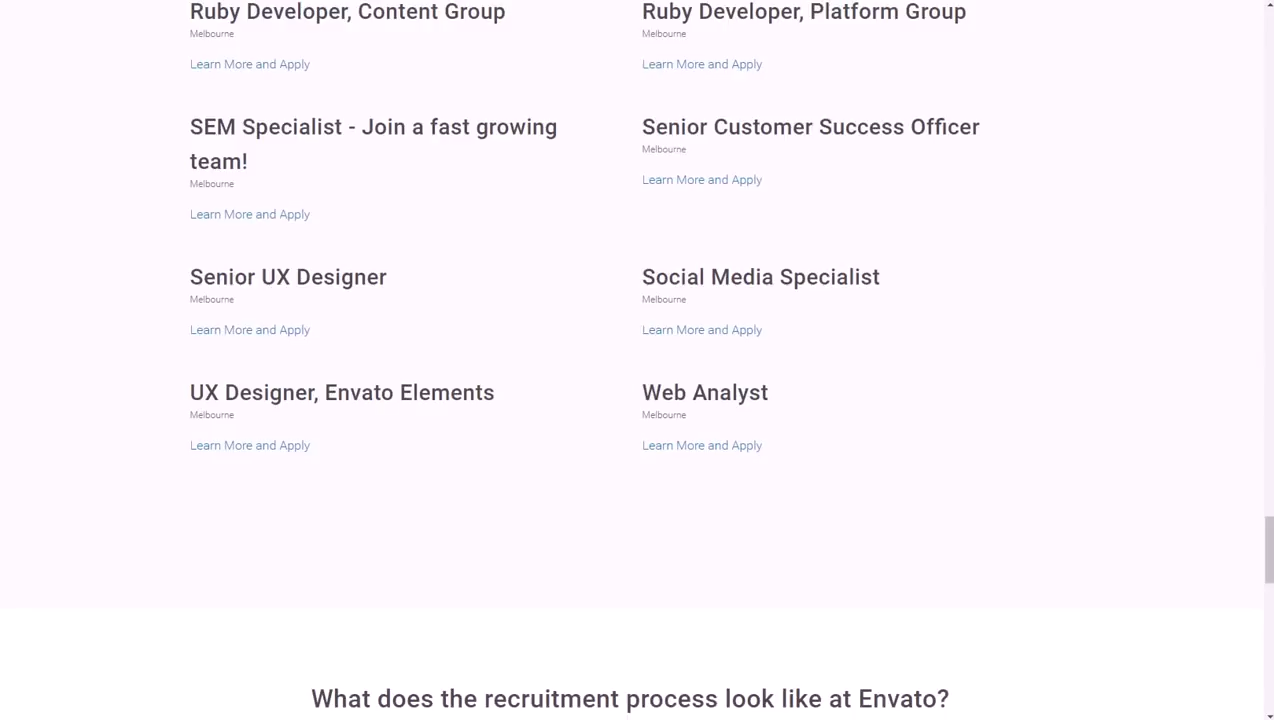 Ruby Developer, Content Group
Melbourne
Learn More and Apply
Ruby Developer, Platform Group
Melbourne
Learn More and Apply
SEM Specialist - Join a fast growing
team!
Melbourne
Learn More and Apply
Senior Customer Success Officer
Melbourne
Learn More and Apply
Senior UX Designer
Melbourne
Learn More and Apply
Social Media Specialist
Melbourne
Learn More and Apply
UX Designer, Envato Elements
Melbourne
Learn More and Apply
Web Analyst
Melbourne
Learn More and Apply
What does the recruitment process look like at Envato?